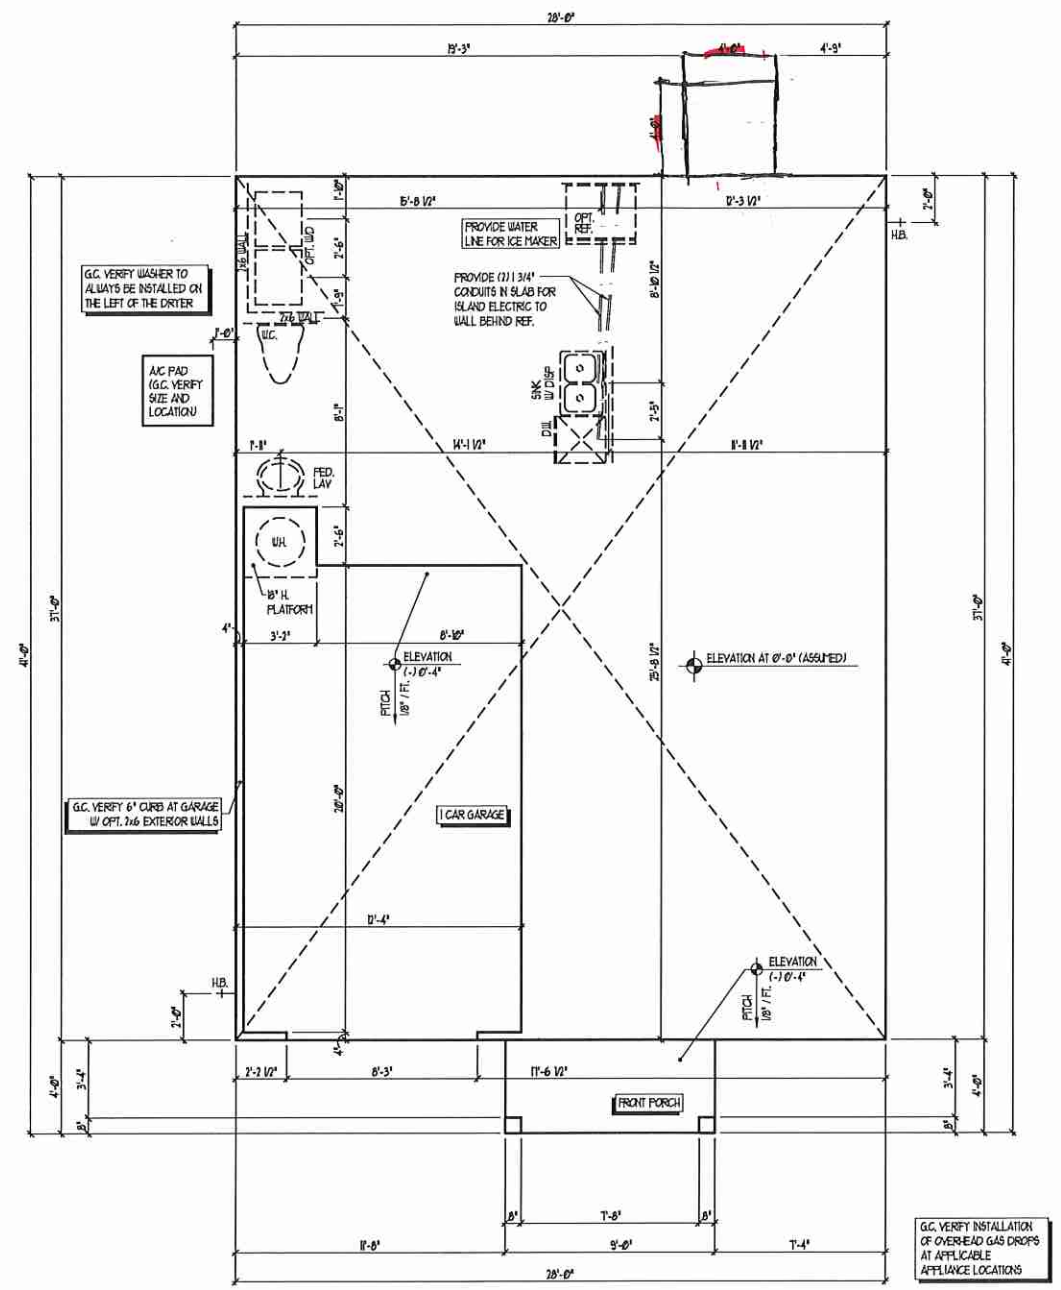 28'-0"
19'-3"
4'-0"
4'-9"
4'-0"
1'-10"
15'-8 1/2"
12'-3 1/2"
2'-0"
H.B.
OPT.
REF.
PROVIDE WATER
LINE FOR ICE MAKER
2x6 WALL
OPT. W/D
2'-6"
G.C. VERIFY WASHER TO
ALWAYS BE INSTALLED ON
THE LEFT OF THE DRYER
PROVIDE (2) 1 3/4"
CONDUITS IN SLAB FOR
ISLAND ELECTRIC TO
WALL BEHIND REF.
8'-10 1/2"
1'-9"
2x6 WALL
1'-0"
W.C.
A/C PAD
(G.C. VERIFY
SIZE AND
LOCATION)
SINK
W/ DISP
8'-1"
2'-5"
D.W.
1'-11"
14'-1 1/2"
11'-11 1/2"
PED.
LAV
W.H.
2'-6"
18" H.
PLATFORM
37'-0"
37'-0"
4"
3'-2"
8'-10"
41'-0"
41'-0"
ELEVATION
(-) 0'-4"
PITCH
1/8" / FT.
25'-8 1/2"
ELEVATION AT 0'-0" (ASSUMED)
20'-0"
G.C. VERIFY 6" CURB AT GARAGE
W/ OPT. 2x6 EXTERIOR WALLS
1 CAR GARAGE
12'-4"
ELEVATION
(-) 0'-4"
PITCH
1/8" / FT.
H.B.
2'-0"
4"
2'-2 1/2"
8'-3"
17'-6 1/2"
4'-0"
3'-4"
3'-4"
4'-0"
FRONT PORCH
8"
8"
8"
7'-8"
8"
11'-8"
9'-0"
7'-4"
28'-0"
G.C. VERIFY INSTALLATION
OF OVERHEAD GAS DROPS
AT APPLICABLE
APPLIANCE LOCATIONS